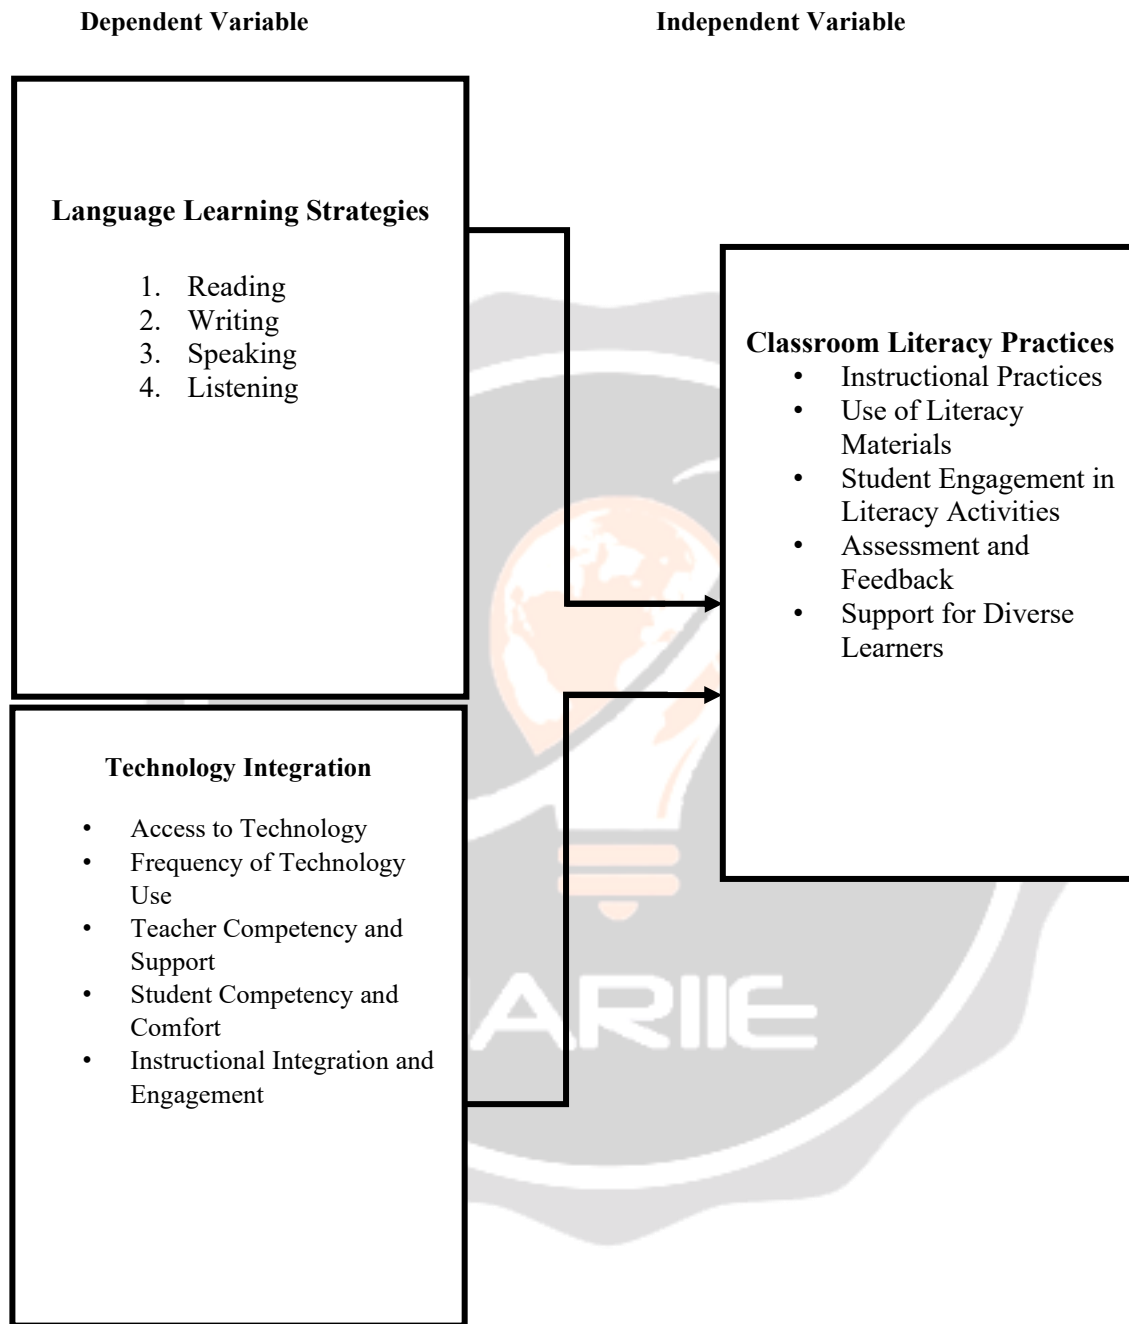 Dependent Variable
Independent Variable
Language Learning Strategies
1. Reading
2. Writing
3. Speaking
4. Listening
Classroom Literacy Practices
• Instructional Practices
• Use of Literacy
Materials
• Student Engagement in
Literacy Activities
• Assessment and
Feedback
• Support for Diverse
Learners
Technology Integration
• Access to Technology
• Frequency of Technology
Use
• Teacher Competency and
Support
• Student Competency and
Comfort
• Instructional Integration and
Engagement
ARIIE